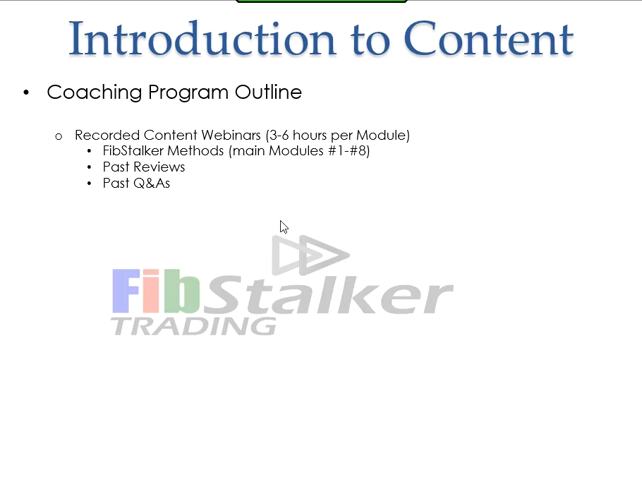 Introduction to Content
• Coaching Program Outline
o Recorded Content Webinars (3-6 hours per Module)
• FibStalker Methods (main Modules #1-#8)
• Past Reviews
• Past Q&As
FibStalker
TRADING